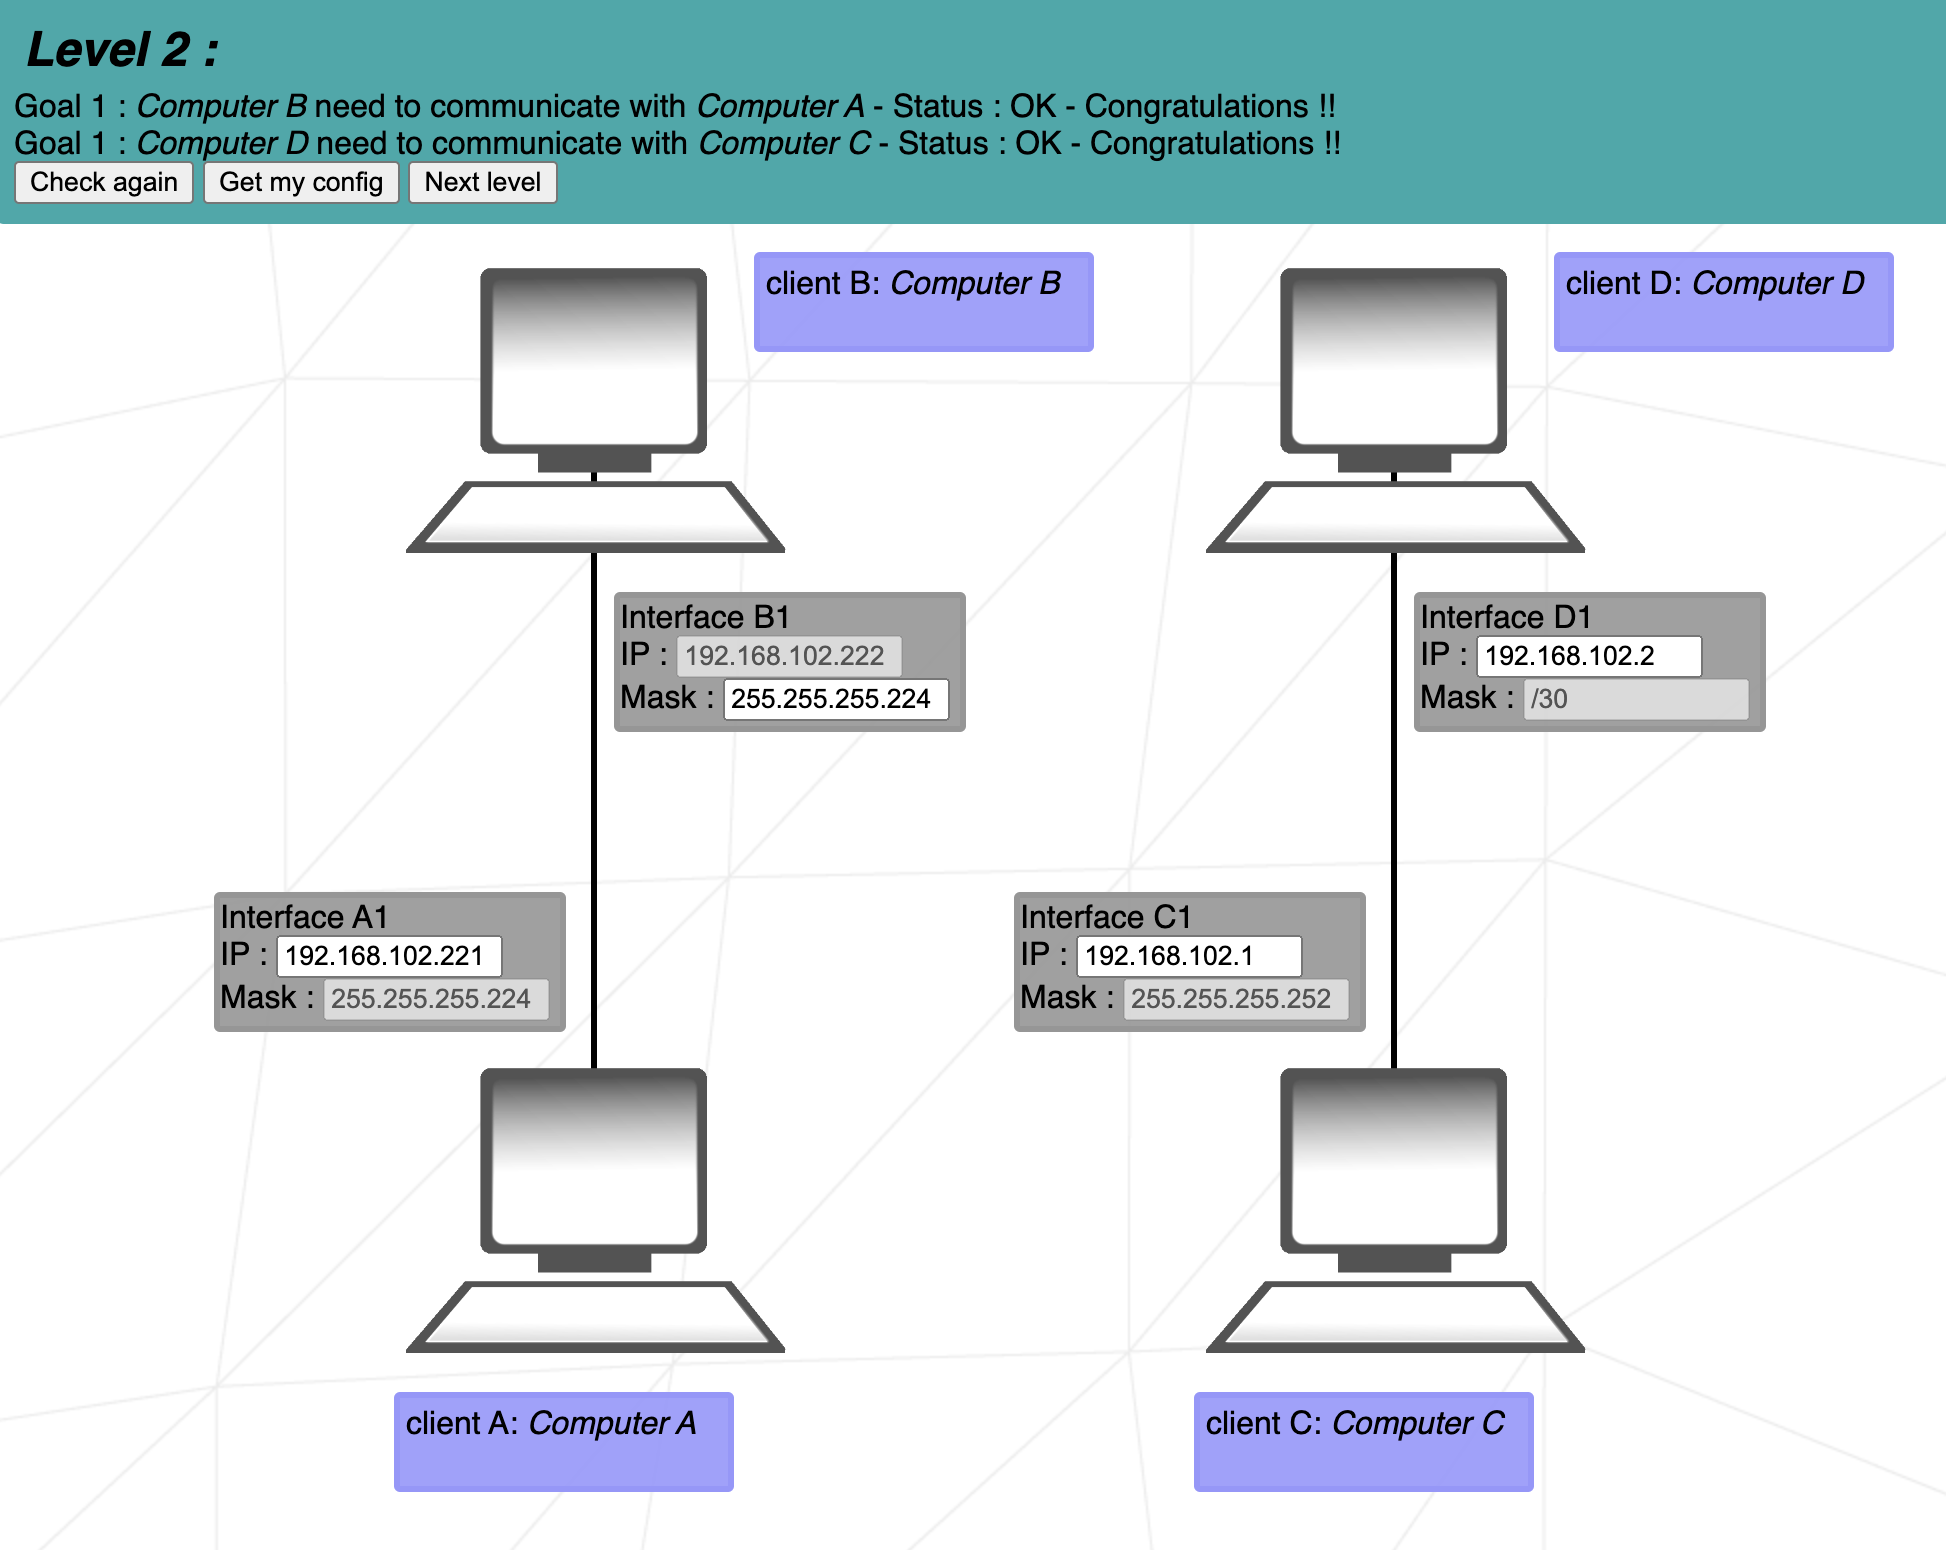 Level 2 :
Goal 1 : Computer B need to communicate with Computer A - Status : OK - Congratulations !!
Goal 1 : Computer D need to communicate with Computer C - Status : OK - Congratulations !!
Check again Get my config Next level
client B: Computer B
client D: Computer D
Interface B1
IP : 192.168.102.222
Mask : 255.255.255.224
Interface D1
IP : 192.168.102.2
Mask : /30
Interface A1
IP : 192.168.102.221
Mask : 255.255.255.224
Interface C1
IP : 192.168.102.1
Mask : 255.255.255.252
client A: Computer A
client C: Computer C